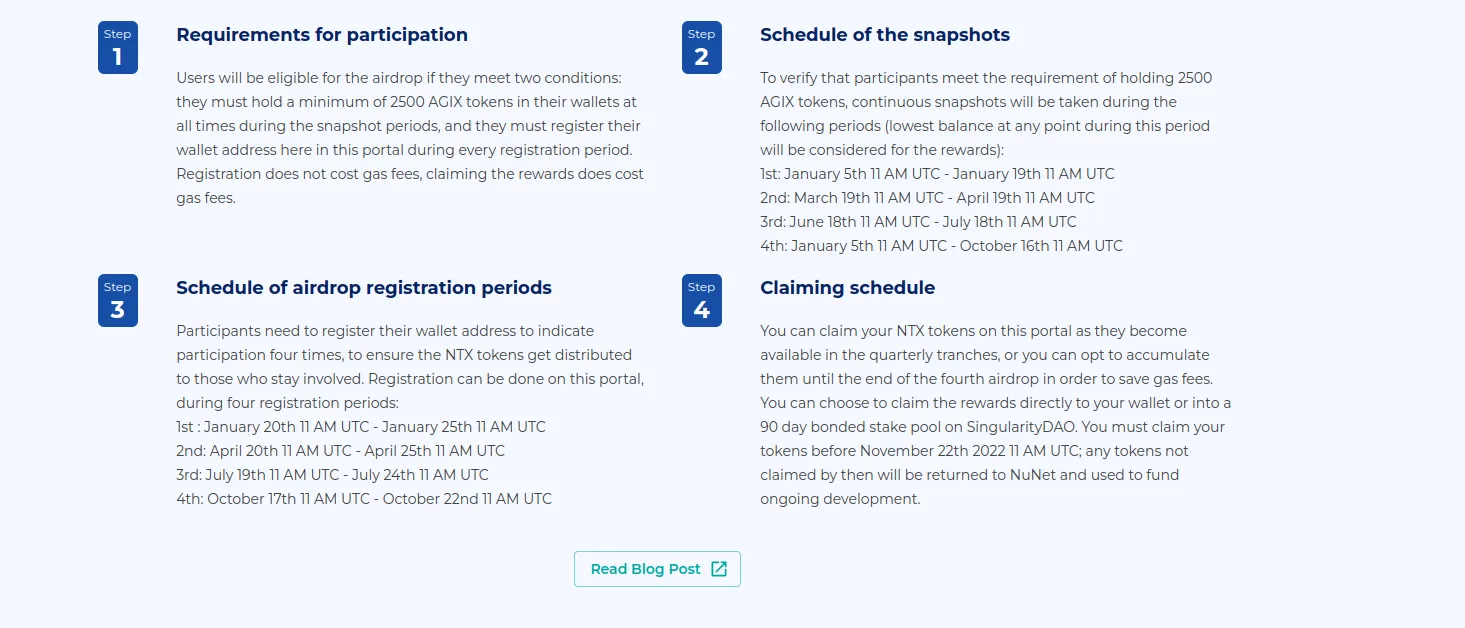 Step
1
Requirements for participation
Users will be eligible for the airdrop if they meet two conditions:
they must hold a minimum of 2500 AGIX tokens in their wallets at
all times during the snapshot periods, and they must register their
wallet address here in this portal during every registration period.
Registration does not cost gas fees, claiming the rewards does cost
gas fees.
Step
2
Schedule of the snapshots
To verify that participants meet the requirement of holding 2500
AGIX tokens, continuous snapshots will be taken during the
following periods (lowest balance at any point during this period
will be considered for the rewards):
1st: January 5th 11 AM UTC - January 19th 11 AM UTC
2nd: March 19th 11 AM UTC - April 19th 11 AM UTC
3rd: June 18th 11 AM UTC - July 18th 11 AM UTC
4th: January 5th 11 AM UTC - October 16th 11 AM UTC
Step
3
Schedule of airdrop registration periods
Participants need to register their wallet address to indicate
participation four times, to ensure the NTX tokens get distributed
to those who stay involved. Registration can be done on this portal,
during four registration periods:
1st : January 20th 11 AM UTC - January 25th 11 AM UTC
2nd: April 20th 11 AM UTC - April 25th 11 AM UTC
3rd: July 19th 11 AM UTC - July 24th 11 AM UTC
4th: October 17th 11 AM UTC - October 22nd 11 AM UTC
Step
4
Claiming schedule
You can claim your NTX tokens on this portal as they become
available in the quarterly tranches, or you can opt to accumulate
them until the end of the fourth airdrop in order to save gas fees.
You can choose to claim the rewards directly to your wallet or into a
90 day bonded stake pool on SingularityDAO. You must claim your
tokens before November 22th 2022 11 AM UTC; any tokens not
claimed by then will be returned to NuNet and used to fund
ongoing development.
Read Blog Post